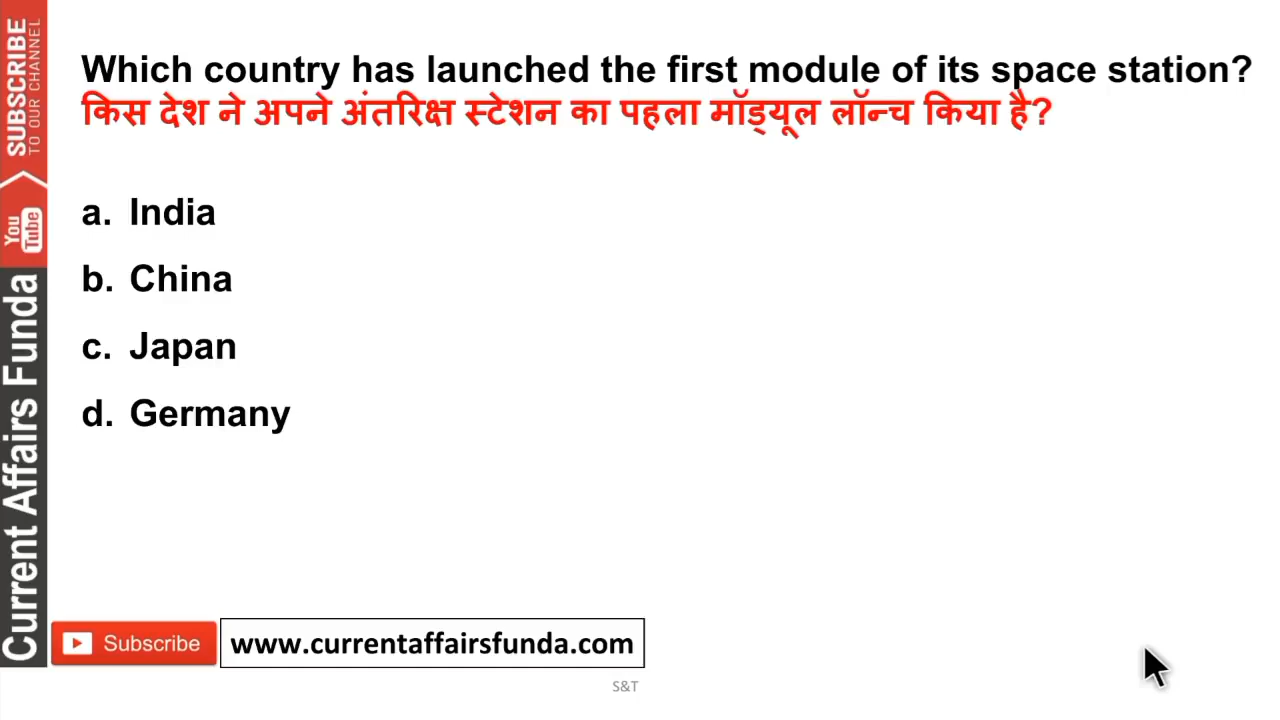 Which country has launched the first module of its space station?
किस देश ने अपने अंतरिक्ष स्टेशन का पहला मॉड्यूल लॉन्च किया है?
a. India
b. China
c. Japan
d. Germany
SUBSCRIBE
TO OUR CHANNEL
You Tube
Current Affairs Funda
Subscribe
www.currentaffairsfunda.com
S&T